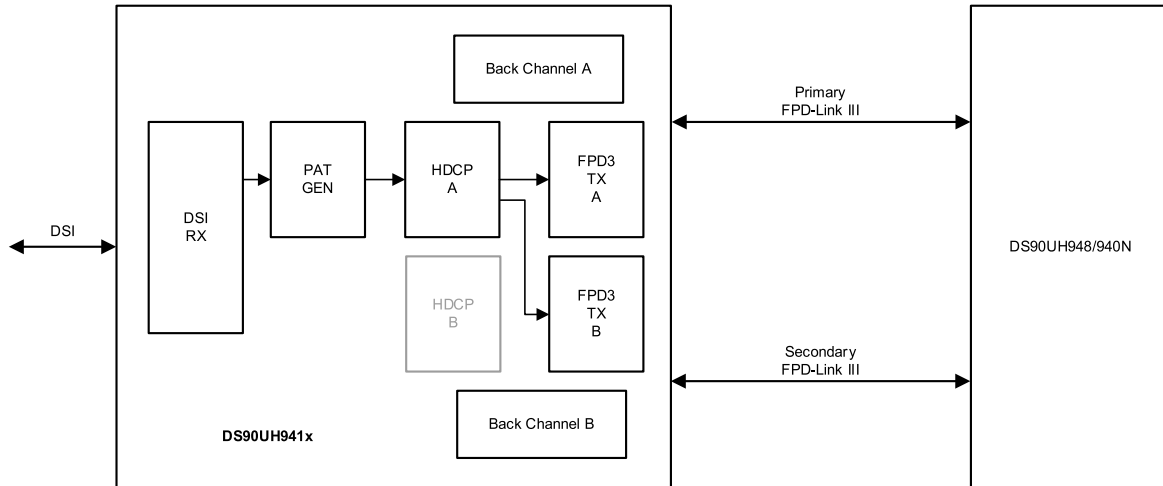 Back Channel A
Primary
FPD-Link III
PAT
GEN
HDCP
A
FPD3
TX
A
DSI
RX
DSI
DS90UH948/940N
HDCP
B
FPD3
TX
B
Secondary
FPD-Link III
Back Channel B
DS90UH941x